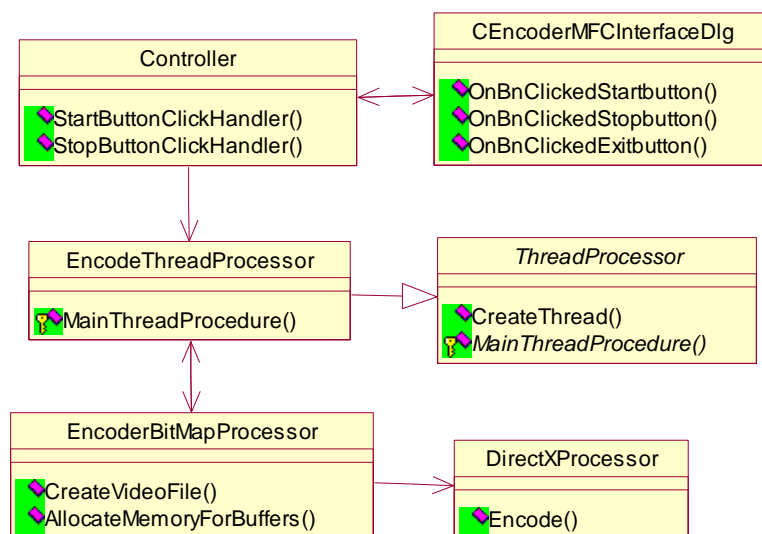 Controller
StartButtonClickHandler()
StopButtonClickHandler()
CEncoderMFCInterfaceDlg
OnBnClickedStartbutton()
OnBnClickedStopbutton()
OnBnClickedExitbutton()
EncodeThreadProcessor
MainThreadProcedure()
ThreadProcessor
CreateThread()
MainThreadProcedure()
EncoderBitMapProcessor
CreateVideoFile()
AllocateMemoryForBuffers()
DirectXProcessor
Encode()